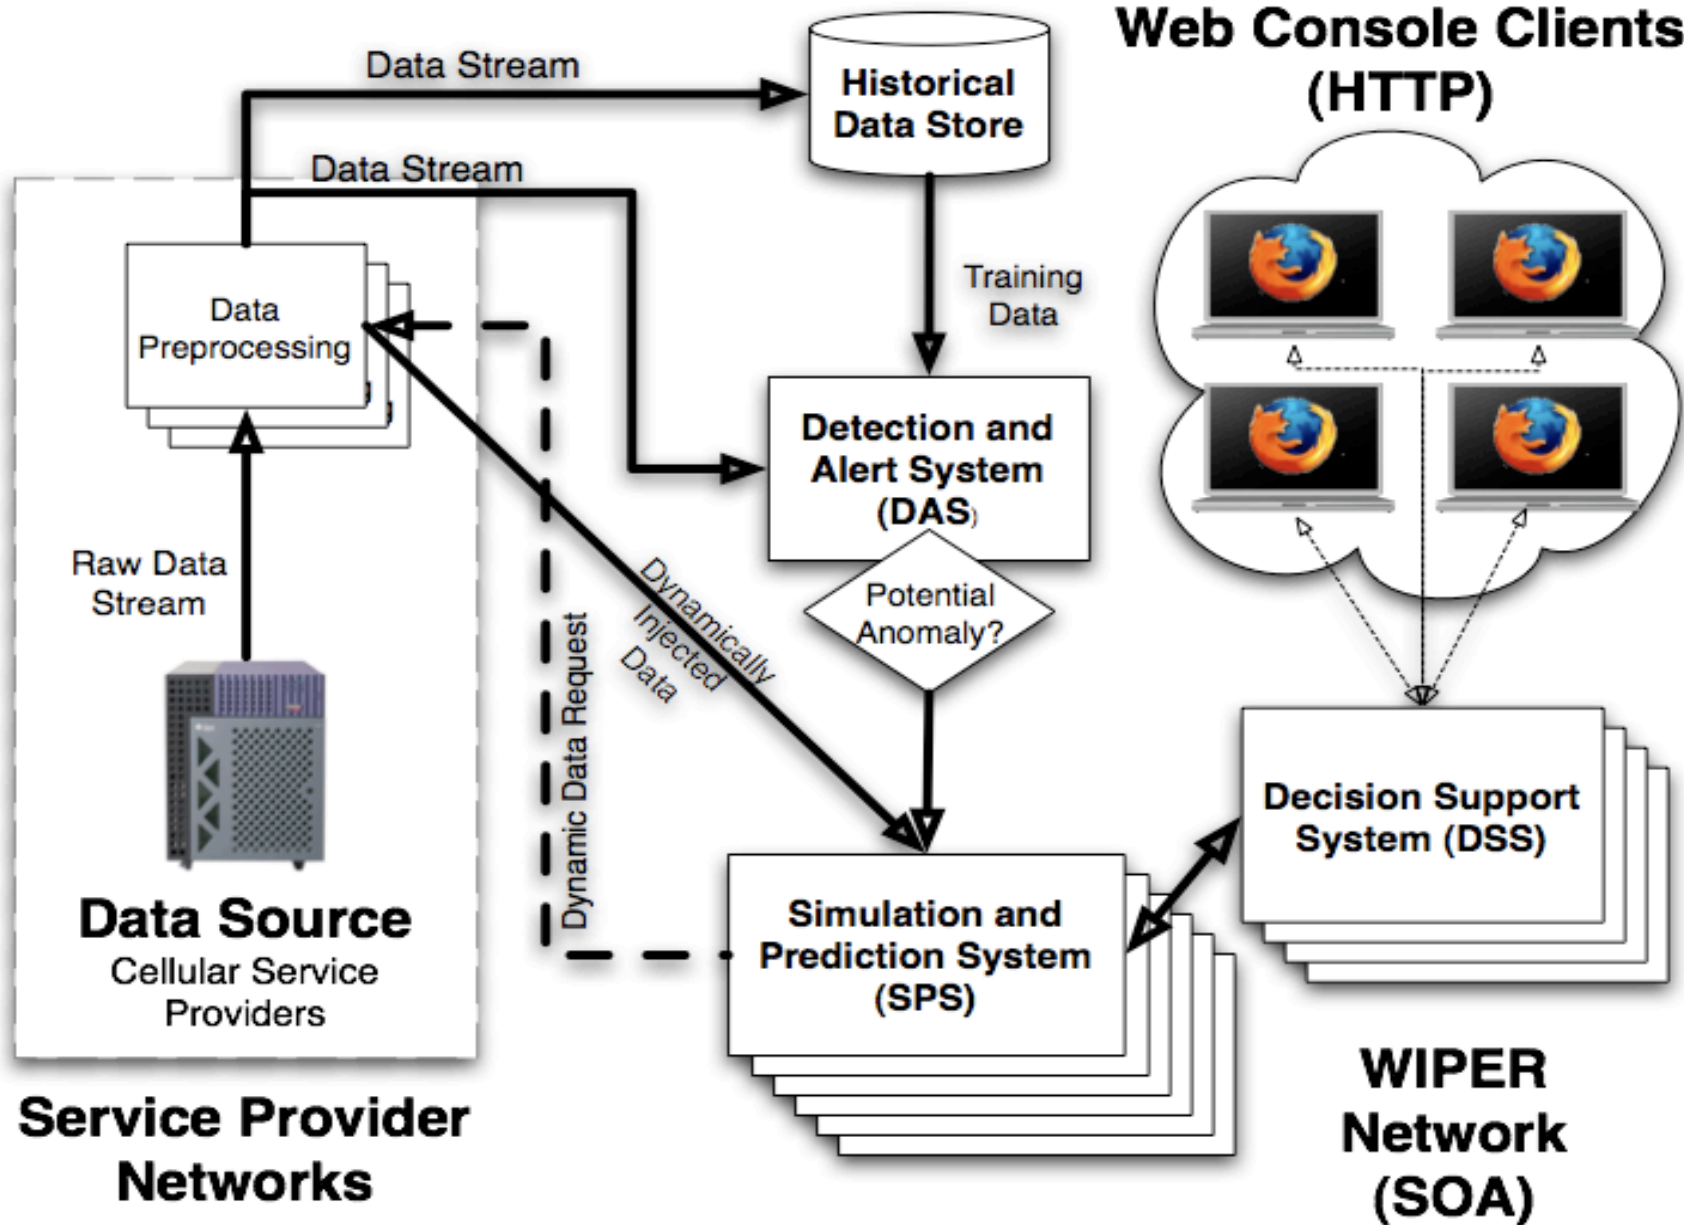 Web Console Clients
(HTTP)
Data Stream
Historical
Data Store
Data Stream
Data
Preprocessing
Training
Data
Detection and
Alert System
(DAS)
Raw Data
Stream
Potential
Anomaly?
Dynamically
Injected
Data
Dynamic Data Request
Decision Support
System (DSS)
Simulation and
Prediction System
(SPS)
Data Source
Cellular Service
Providers
Service Provider
Networks
WIPER
Network
(SOA)